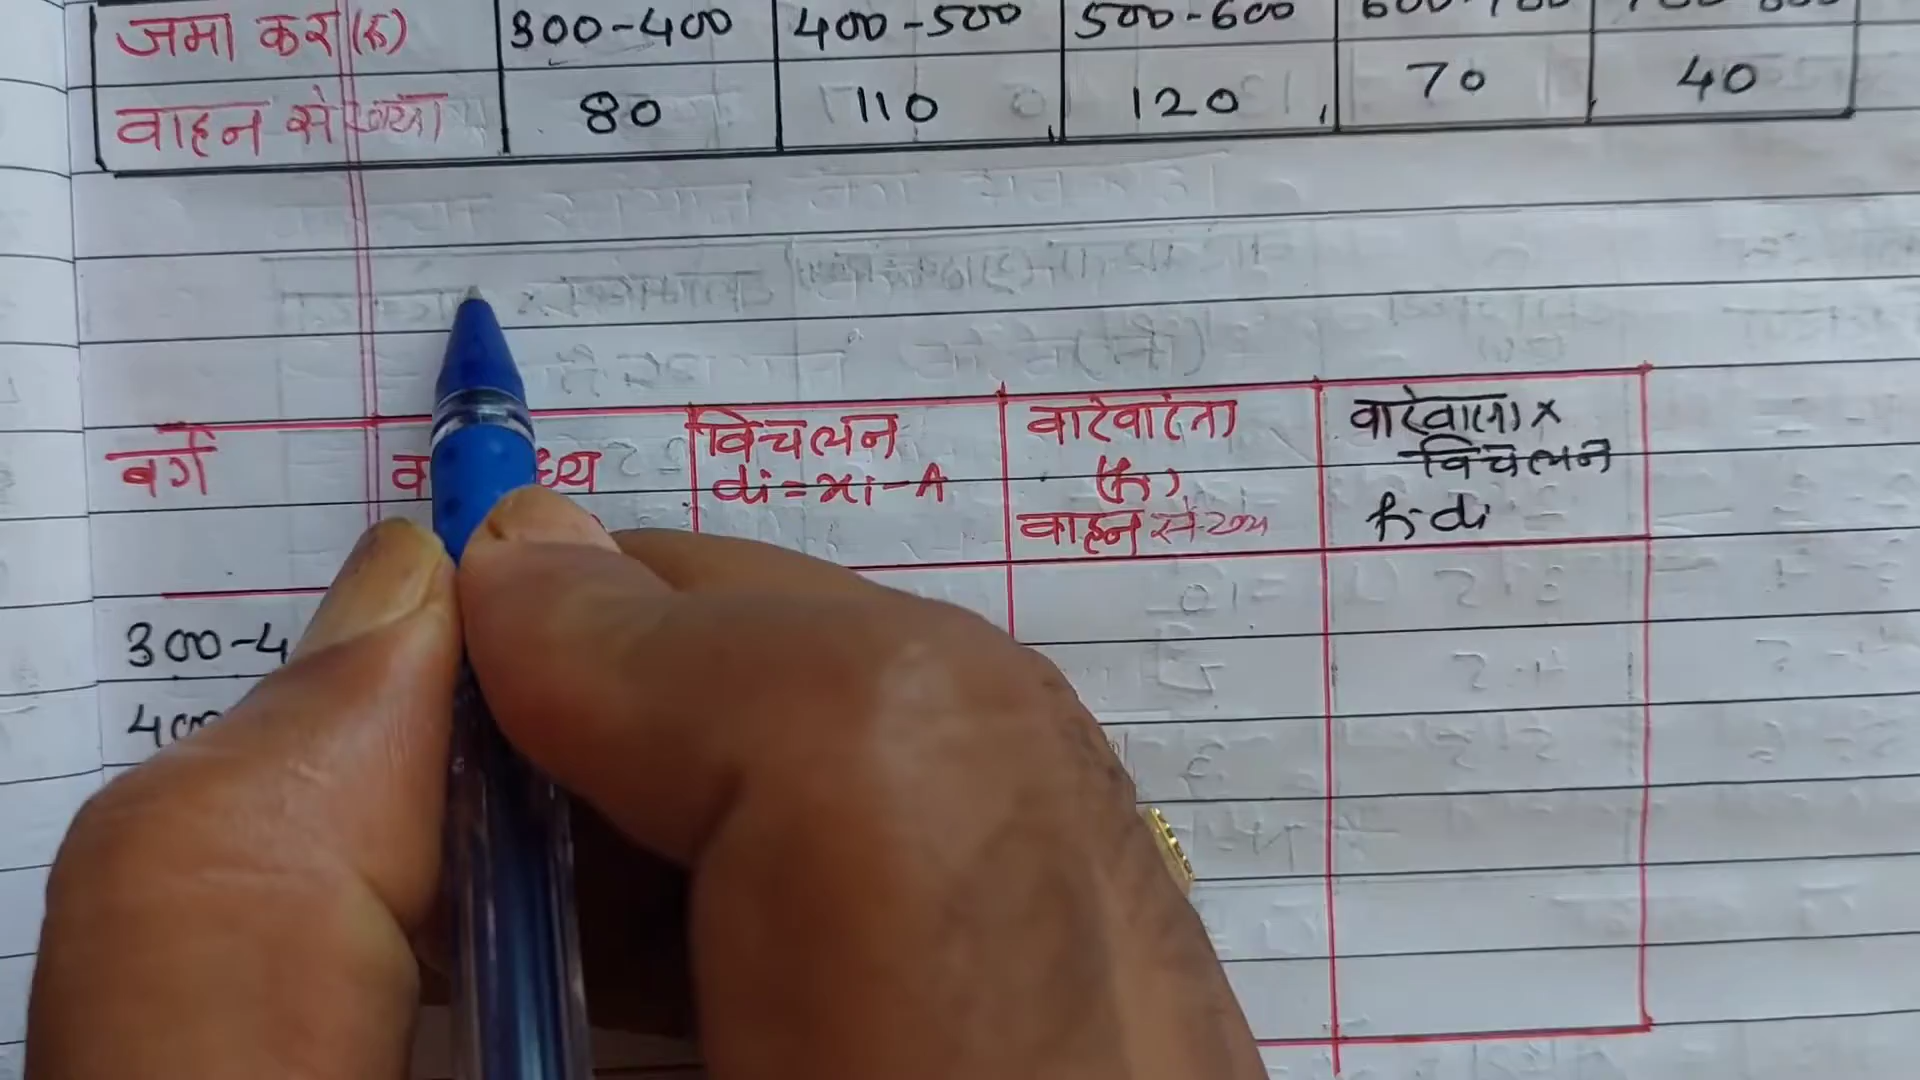 जमा कर (रु) 300-400 400-500 500-600
वाहन संख्या 80 110 120 70 40
वर्ग विचलन वारंवारता वारंवारता x
di = xi - A (fi) विचलन
वाहन संख्या fi-di
300-4
400